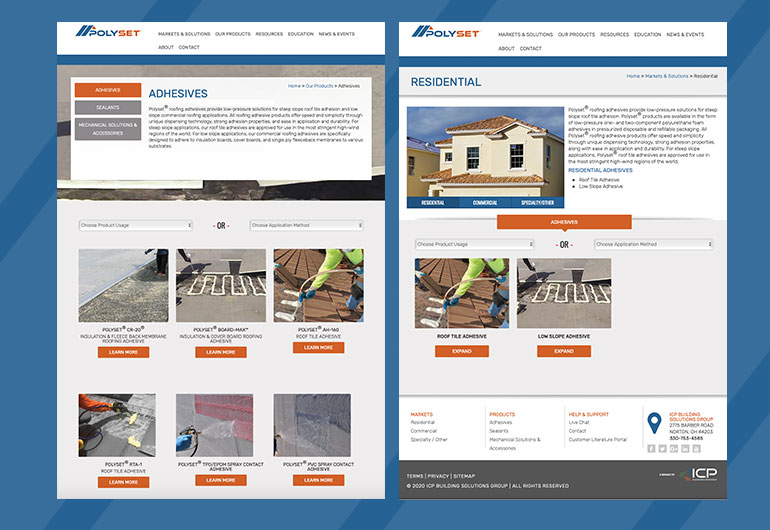 POLYSET
MARKETS & SOLUTIONS OUR PRODUCTS RESOURCES EDUCATION NEWS & EVENTS
ABOUT CONTACT
ADHESIVES
SEALANTS
MECHANICAL SOLUTIONS &
ACCESSORIES
ADHESIVES
Home » Our Products » Adhesives
Polyset® roofing adhesives provide low-pressure solutions for steep slope roof tile adhesion and low
slope commercial roofing applications. All roofing adhesive products offer speed and simplicity through
unique dispensing technology, strong adhesion properties, and ease in application and durability. For
steep slope applications, our roof tile adhesives are approved for use in the most stringent high-wind
regions of the world. For low slope applications, our commercial roofing adhesives are specifically
designed to adhere to insulation boards, cover boards, and single ply fleeceback membranes to various
substrates.
Choose Product Usage
- OR -
Choose Application Method
POLYSET® CR-20®
INSULATION & FLEECE BACK MEMBRANE
ROOFING ADHESIVE
LEARN MORE
POLYSET® BOARD-MAX™
INSULATION & COVER BOARD ROOFING
ADHESIVE
LEARN MORE
POLYSET® AH-160
ROOF TILE ADHESIVE
LEARN MORE
POLYSET® RTA-1
ROOF TILE ADHESIVE
LEARN MORE
POLYSET® TPO/EPDM SPRAY CONTACT
ADHESIVE
LEARN MORE
POLYSET® PVC SPRAY CONTACT
ADHESIVE
LEARN MORE
POLYSET
MARKETS & SOLUTIONS OUR PRODUCTS RESOURCES EDUCATION NEWS & EVENTS
ABOUT CONTACT
RESIDENTIAL
Home » Markets & Solutions » Residential
RESIDENTIAL COMMERCIAL SPECIALTY/OTHER
Polyset® roofing adhesives provide low-pressure solutions for steep
slope roof tile adhesion. Polyset® products are available in the form
of low-pressure one- and two-component polyurethane foam
adhesives in pressurized disposable and refillable packaging. All
Polyset® adhesive products offer speed and simplicity
through unique dispensing technology, strong adhesion properties,
along with ease in application and durability. For steep slope
applications, Polyset® roof tile adhesives are approved for use in the
most stringent high-wind regions of the world.
RESIDENTIAL ADHESIVES
Roof Tile Adhesive
Low Slope Adhesive
ADHESIVES
Choose Product Usage
- OR -
Choose Application Method
ROOF TILE ADHESIVE
EXPAND
LOW SLOPE ADHESIVE
EXPAND
MARKETS
Residential
Commercial
Specialty / Other
PRODUCTS
Adhesives
Sealants
Mechanical Solutions &
Accessories
HELP & SUPPORT
Live Chat
Contact
Customer Literature Portal
ICP BUILDING
SOLUTIONS GROUP
2775 BARBER ROAD
NORTON, OH 44203
330-753-4585
TERMS | PRIVACY | SITEMAP
© 2020 ICP BUILDING SOLUTIONS GROUP | ALL RIGHTS RESERVED
ICP